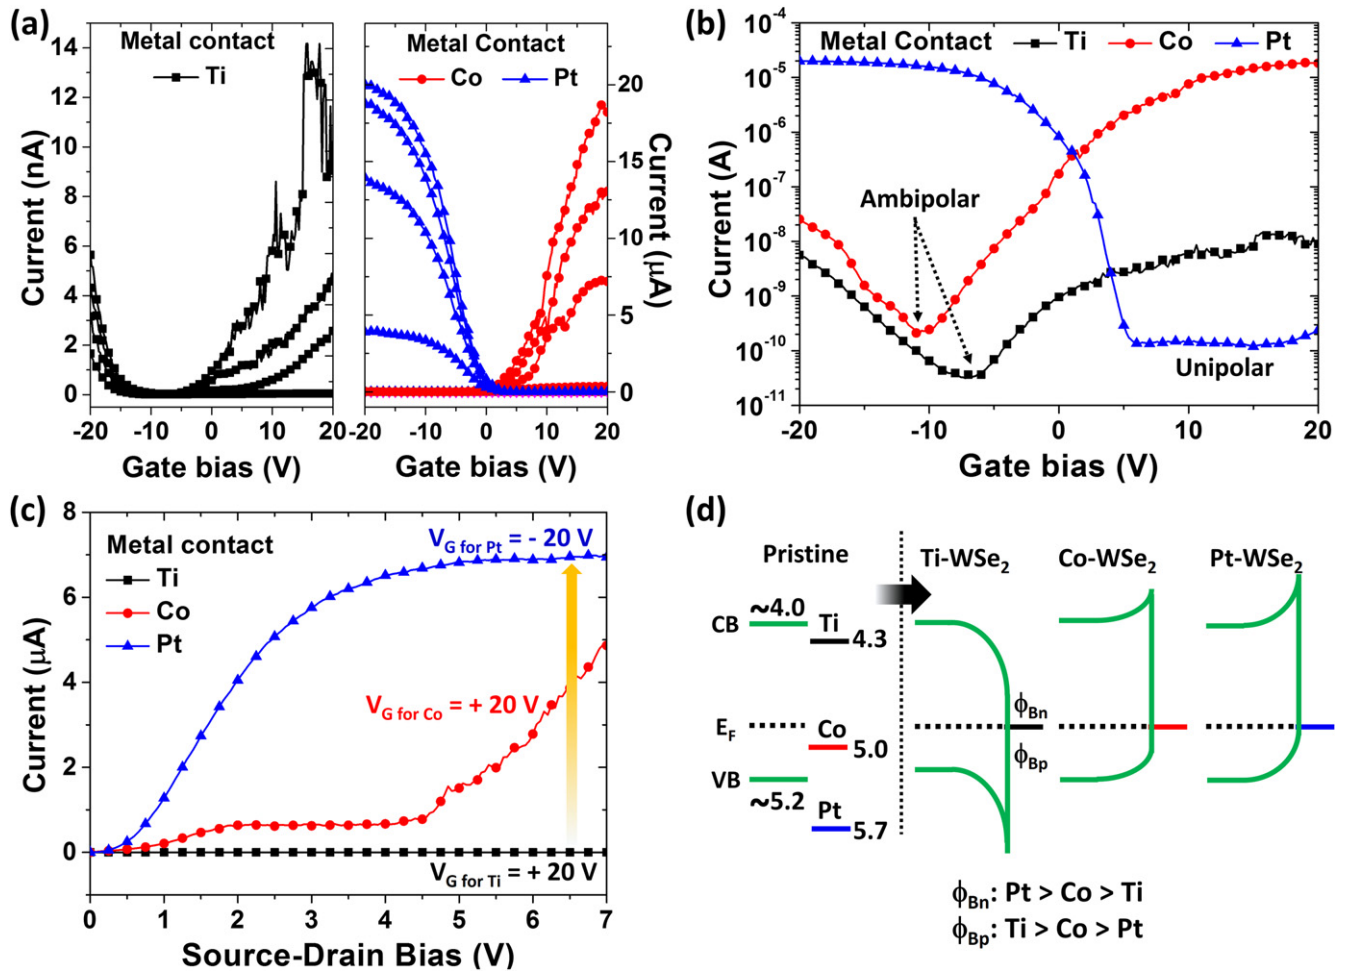 (a)
Metal contact
Ti
Current (nA)
14
12
10
8
6
4
2
0
-20
-10
0
10
20
Gate bias (V)
Metal Contact
Co
Pt
20
15
10
5
0
Current (µA)
-20
-10
0
10
20
Gate bias (V)
(b)
Metal Contact
Ti
Co
Pt
Current (A)
10⁻⁴
10⁻⁵
10⁻⁶
10⁻⁷
10⁻⁸
10⁻⁹
10⁻¹⁰
10⁻¹¹
Ambipolar
Unipolar
-20
-10
0
10
20
Gate bias (V)
(c)
Metal contact
Ti
Co
Pt
Current (µA)
8
6
4
2
0
V_G for Pt = - 20 V
V_G for Co = + 20 V
V_G for Ti = + 20 V
0
1
2
3
4
5
6
7
Source-Drain Bias (V)
(d)
Pristine
Ti-WSe₂
Co-WSe₂
Pt-WSe₂
~4.0
CB
Ti
4.3
E_F
Co
5.0
VB
~5.2
Pt
5.7
ϕ_Bn
ϕ_Bp
ϕ_Bn: Pt > Co > Ti
ϕ_Bp: Ti > Co > Pt